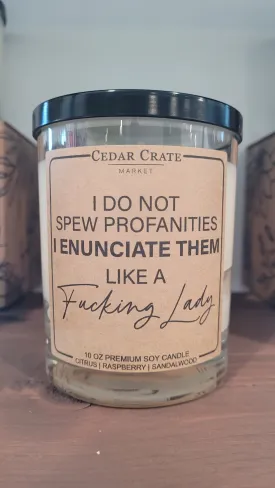 CEDAR CRATE
MARKET
I DO NOT
SPEW PROFANITIES
I ENUNCIATE THEM
LIKE A
Fucking Lady
16 OZ PREMIUM SOY CANDLE
CITRUS | RASPBERRY | SANDALWOOD